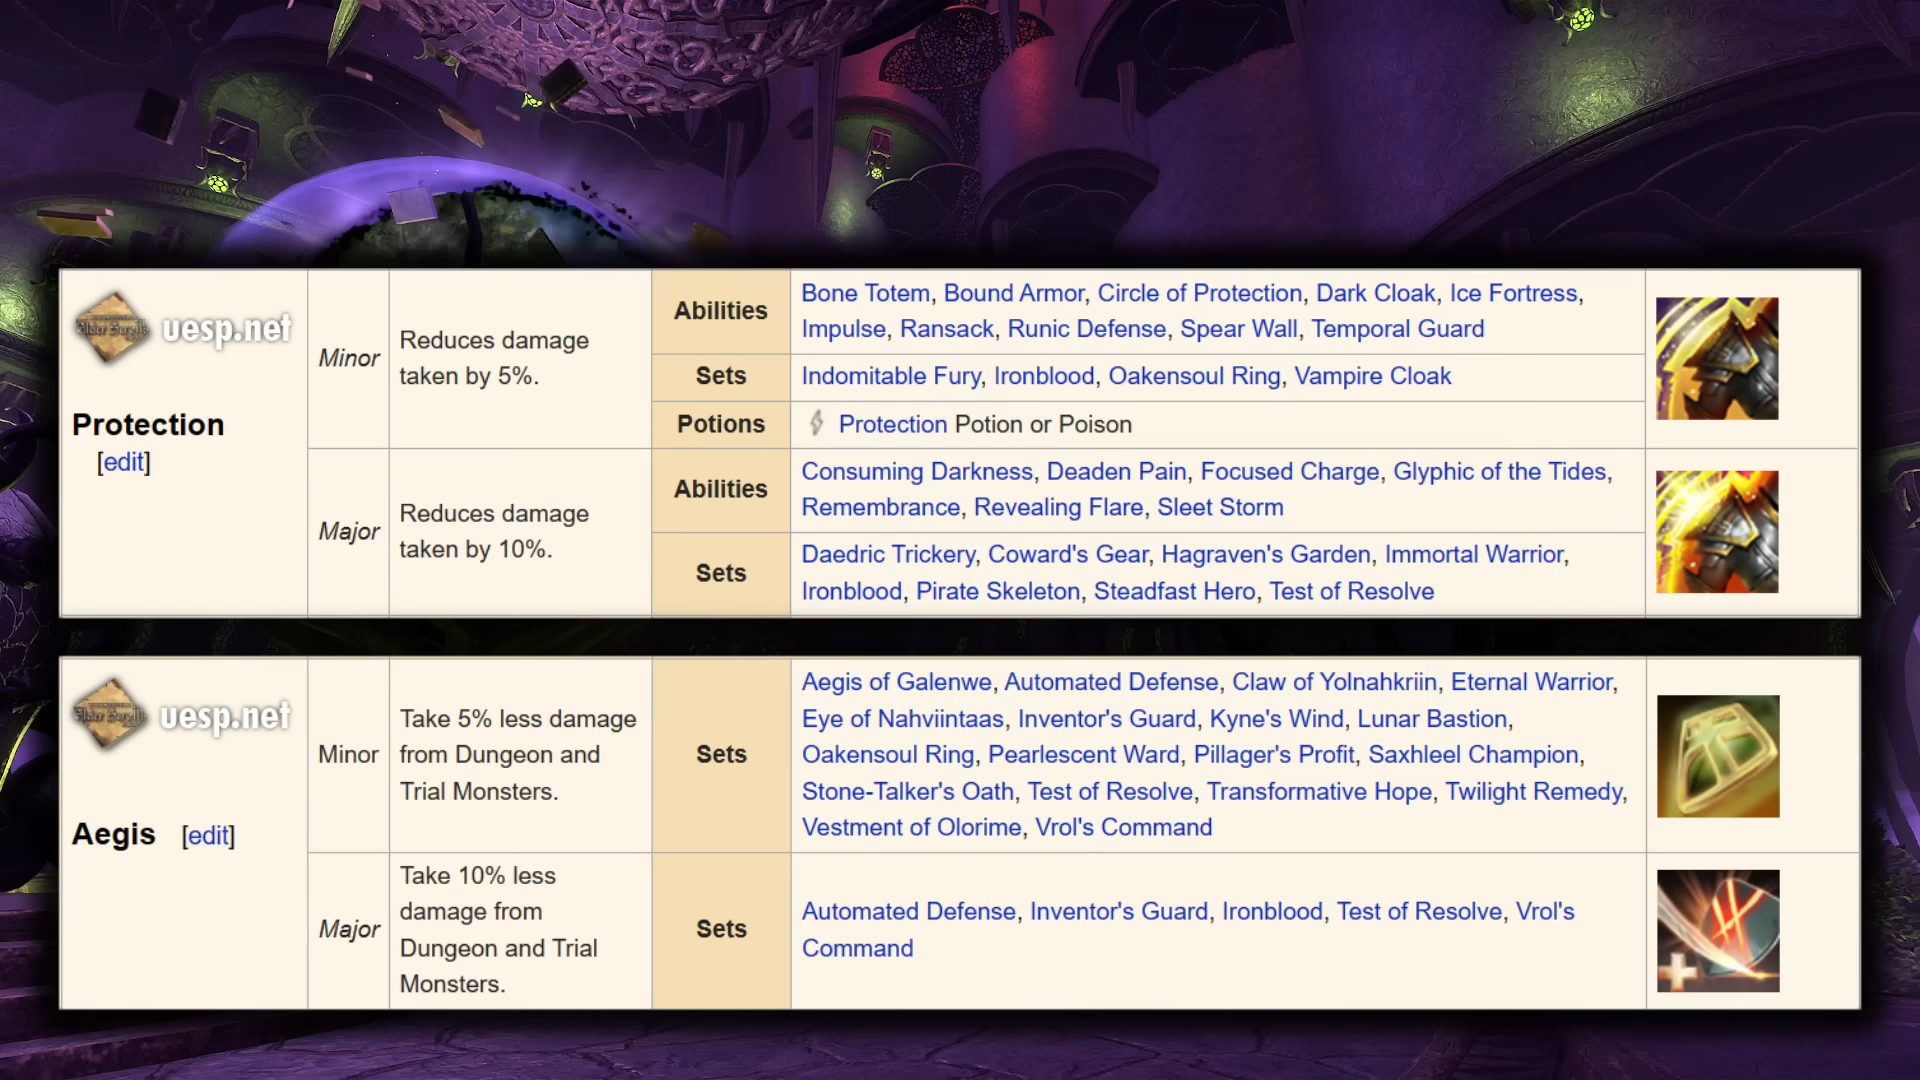 uesp.net
Protection
[edit]
Minor
Reduces damage
taken by 5%.
Abilities
Bone Totem, Bound Armor, Circle of Protection, Dark Cloak, Ice Fortress,
Impulse, Ransack, Runic Defense, Spear Wall, Temporal Guard
Sets
Indomitable Fury, Ironblood, Oakensoul Ring, Vampire Cloak
Potions
Protection Potion or Poison
Major
Reduces damage
taken by 10%.
Abilities
Consuming Darkness, Deaden Pain, Focused Charge, Glyphic of the Tides,
Remembrance, Revealing Flare, Sleet Storm
Sets
Daedric Trickery, Coward's Gear, Hagraven's Garden, Immortal Warrior,
Ironblood, Pirate Skeleton, Steadfast Hero, Test of Resolve
uesp.net
Aegis [edit]
Minor
Take 5% less damage
from Dungeon and
Trial Monsters.
Sets
Aegis of Galenwe, Automated Defense, Claw of Yolnahkriin, Eternal Warrior,
Eye of Nahviintaas, Inventor's Guard, Kyne's Wind, Lunar Bastion,
Oakensoul Ring, Pearlescent Ward, Pillager's Profit, Saxhleel Champion,
Stone-Talker's Oath, Test of Resolve, Transformative Hope, Twilight Remedy,
Vestment of Olorime, Vrol's Command
Major
Take 10% less
damage from
Dungeon and Trial
Monsters.
Sets
Automated Defense, Inventor's Guard, Ironblood, Test of Resolve, Vrol's
Command